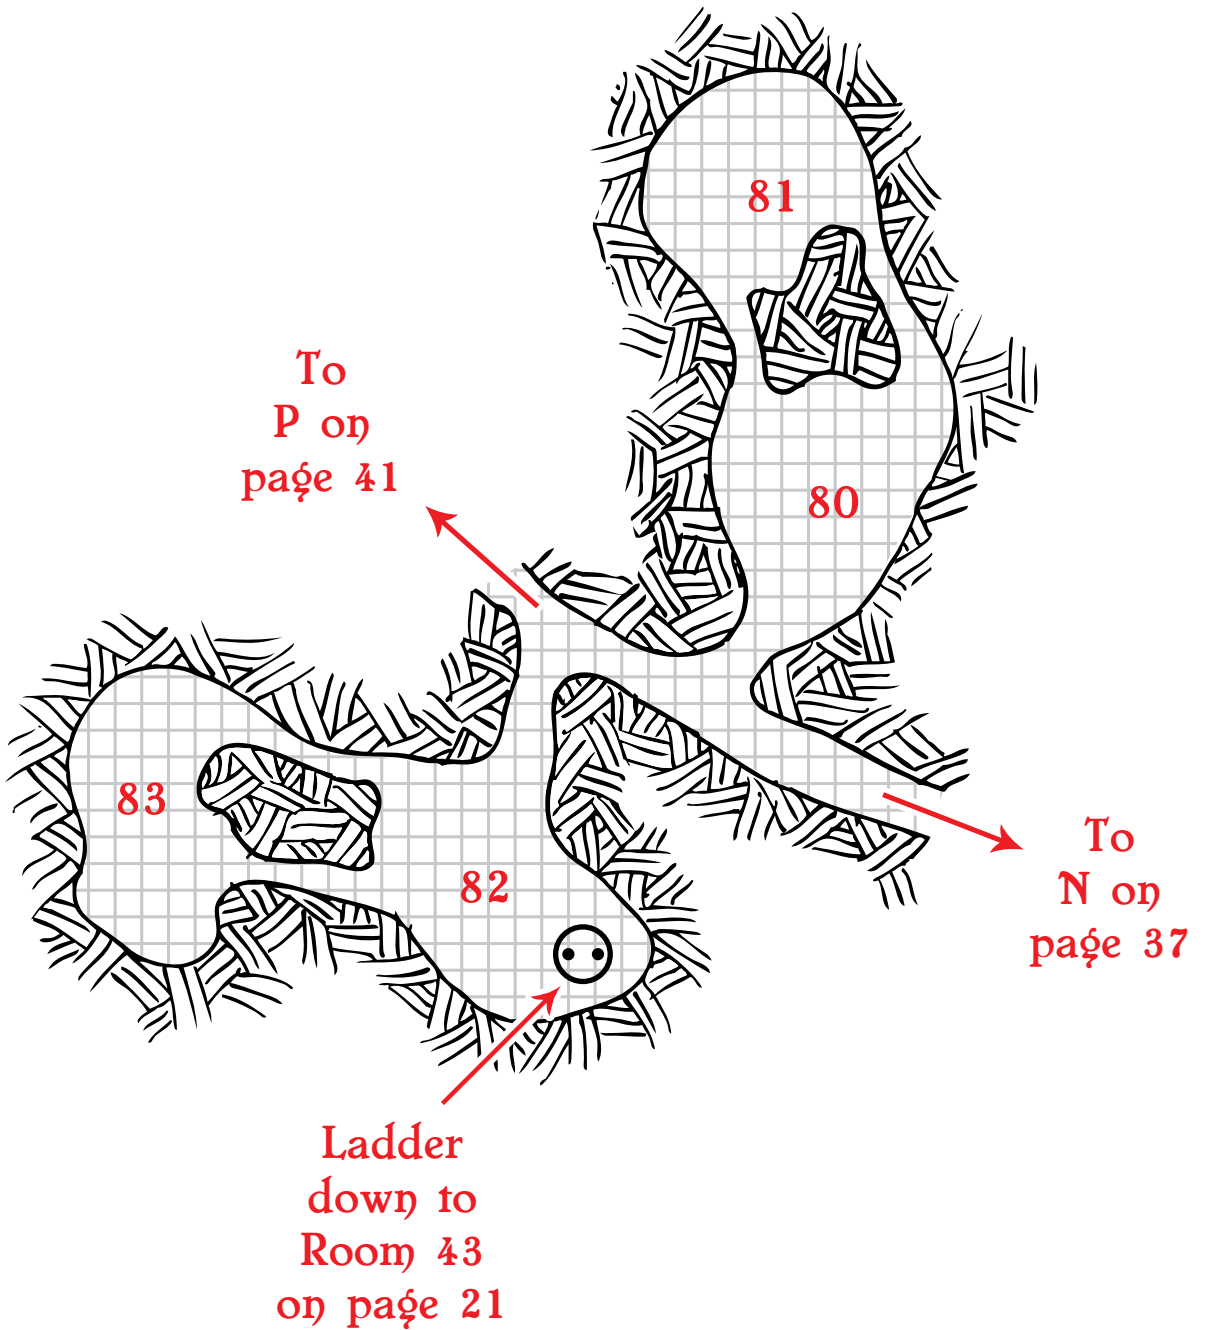 81
To
P on
page 41
80
83
82
To
N on
page 37
Ladder
down to
Room 43
on page 21